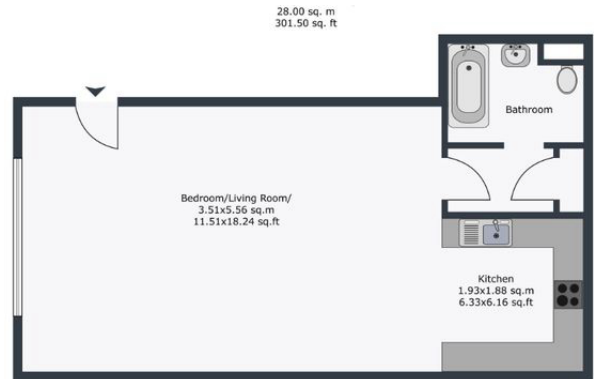 28.00 sq. m
301.50 sq. ft
Bathroom
Bedroom/Living Room/
3.51x5.56 sq.m
11.51x18.24 sq.ft
Kitchen
1.93x1.88 sq.m
6.33x6.16 sq.ft